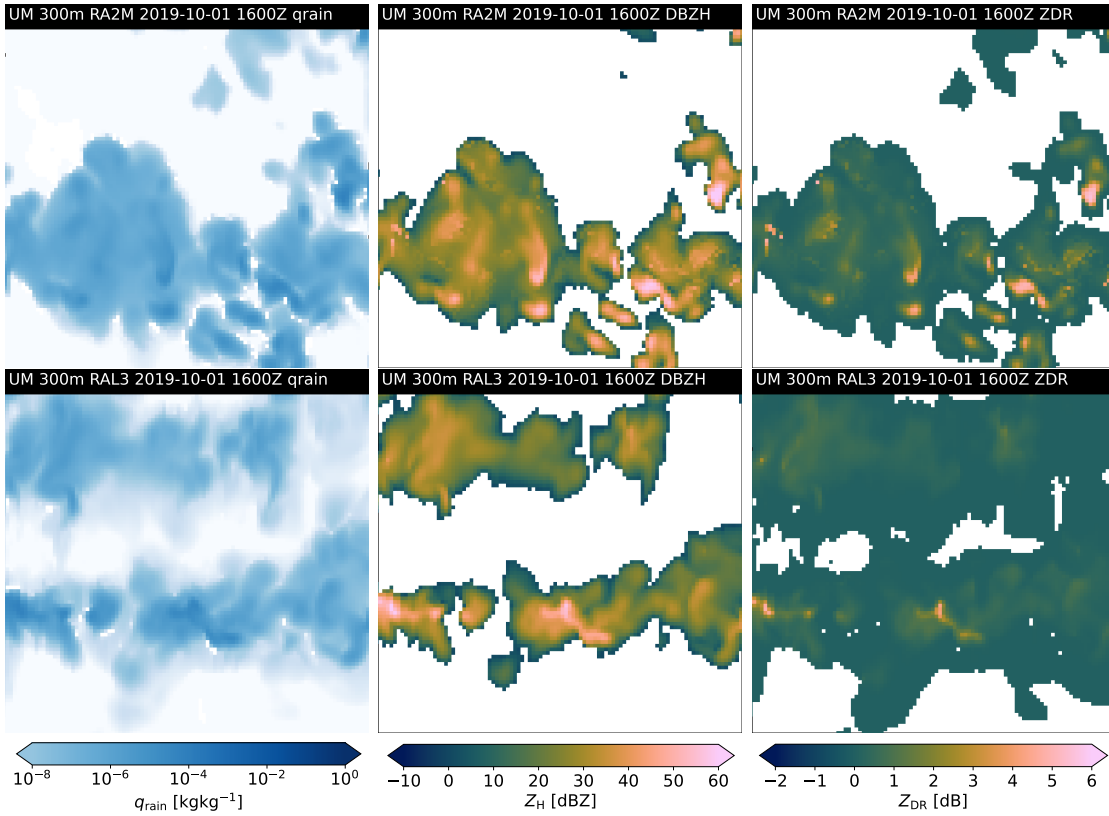 UM 300m RA2M 2019-10-01 1600Z qrain
UM 300m RA2M 2019-10-01 1600Z DBZH
UM 300m RA2M 2019-10-01 1600Z ZDR
UM 300m RAL3 2019-10-01 1600Z qrain
UM 300m RAL3 2019-10-01 1600Z DBZH
UM 300m RAL3 2019-10-01 1600Z ZDR
10⁻⁸ 10⁻⁶ 10⁻⁴ 10⁻² 10⁰
q_rain [kgkg⁻¹]
−10 0 10 20 30 40 50 60
Z_H [dBZ]
−2 −1 0 1 2 3 4 5 6
Z_DR [dB]